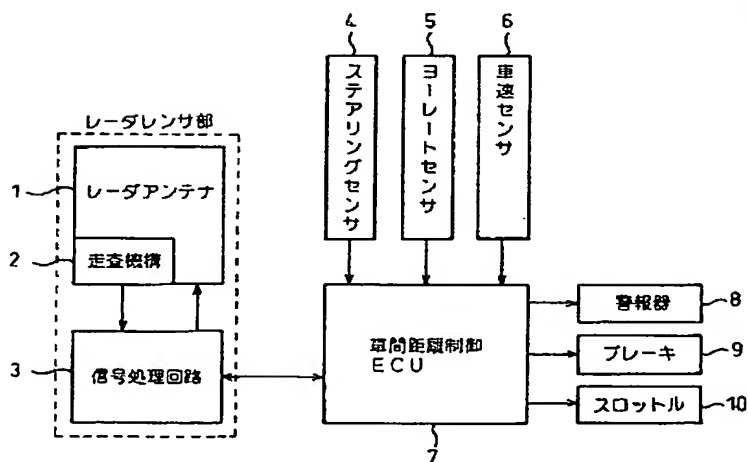 4
5
6
ステアリングセンサ
ヨーレートセンサ
車速センサ
レーダレンサ部
1
レーダアンテナ
2
走査機構
3
信号処理回路
車間距離制御
ECU
7
警報器
8
ブレーキ
9
スロットル
10